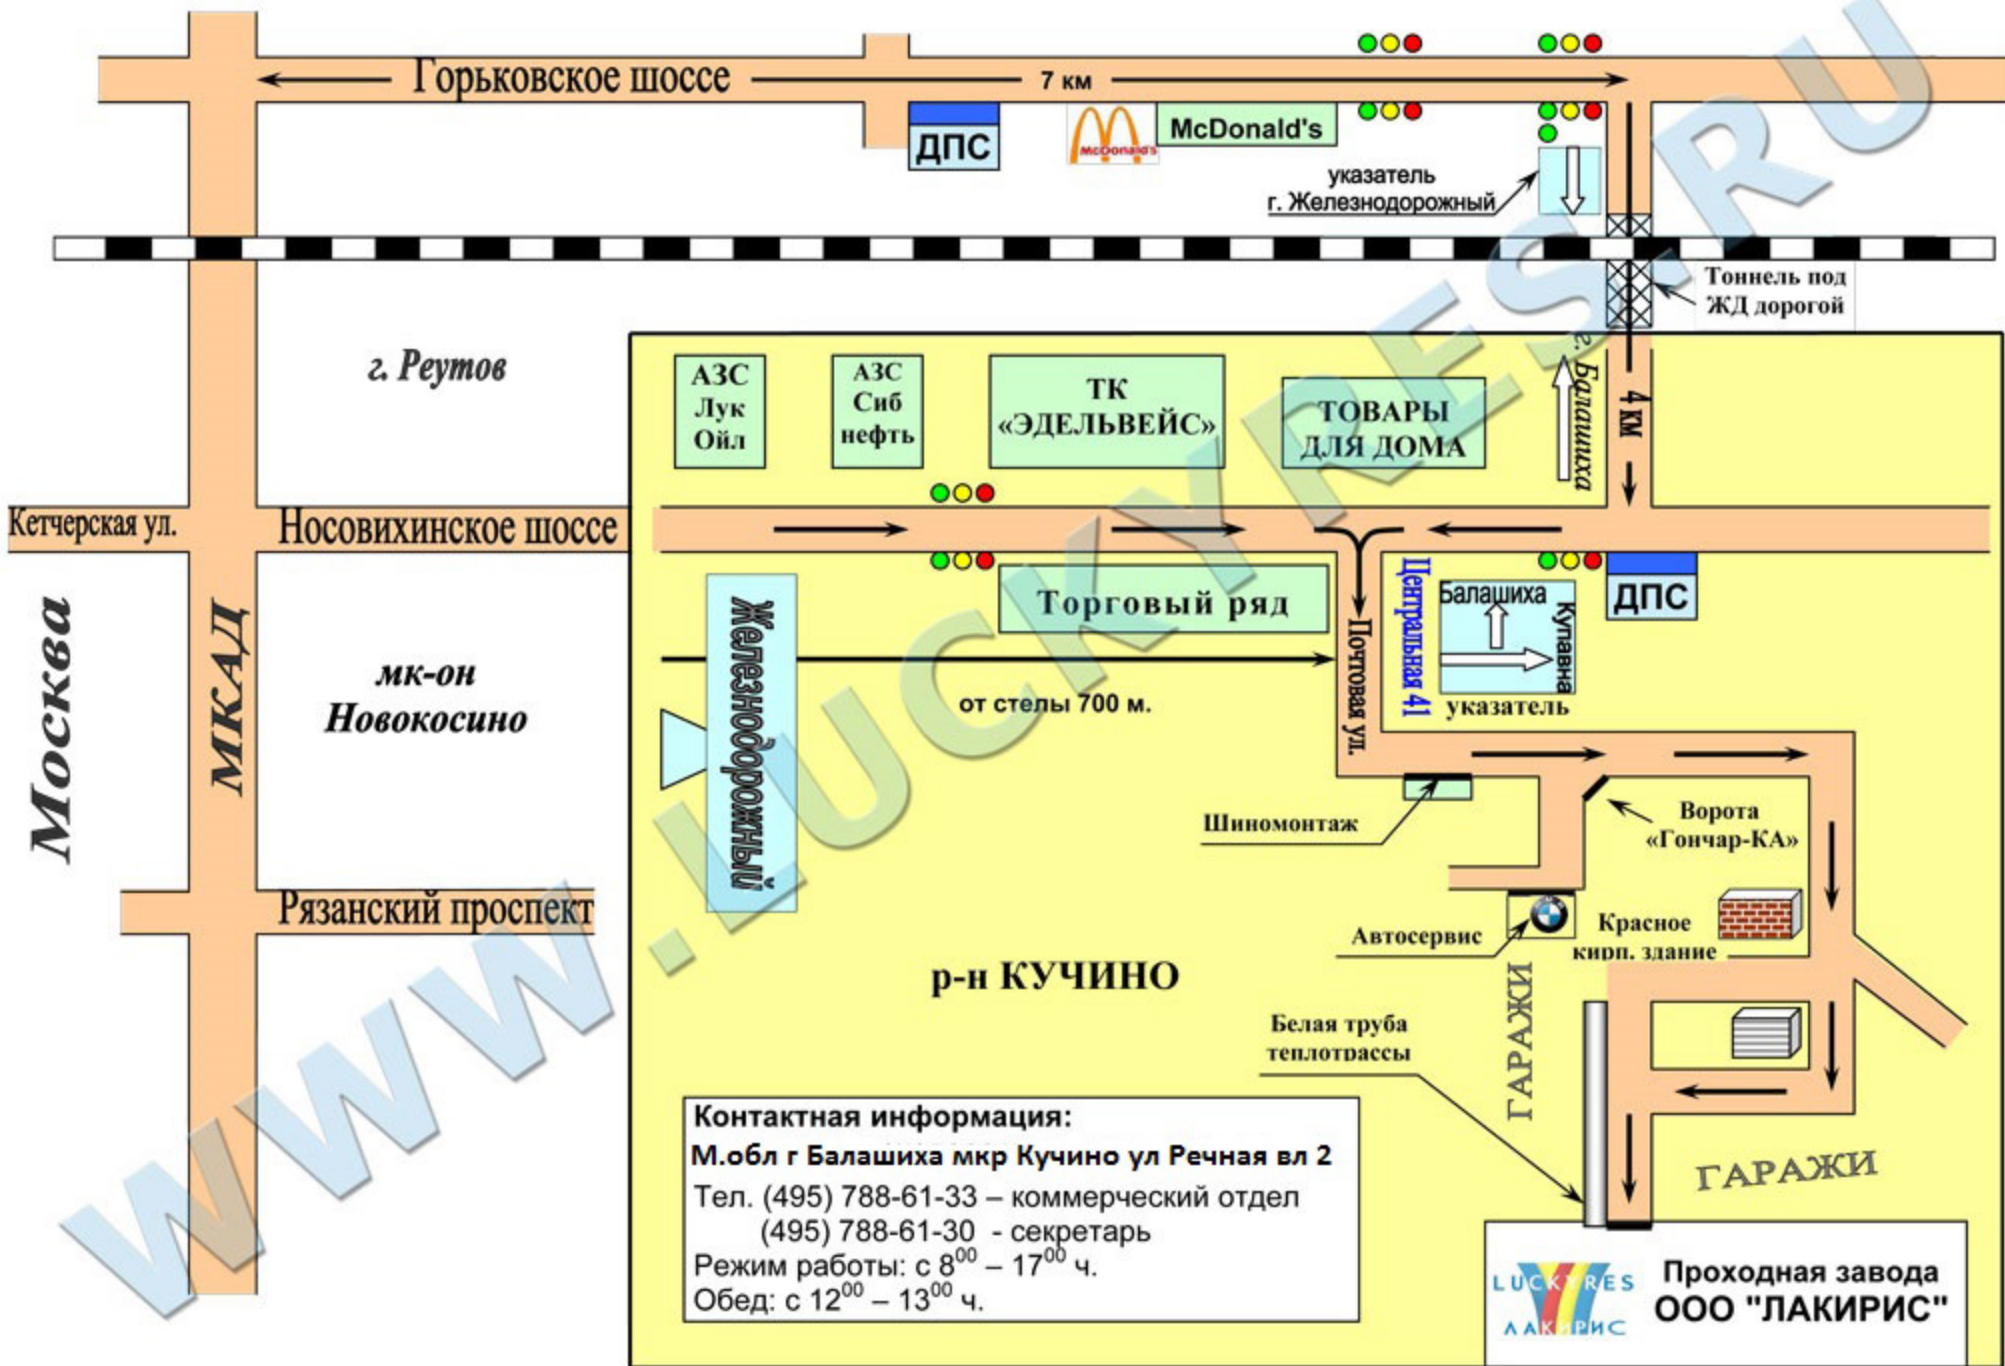 Горьковское шоссе
7 км
ДПС
McDonald's
McDonald's
указатель
г. Железнодорожный
Тоннель под
ЖД дорогой
г. Реутов
АЗС
Лук
Ойл
АЗС
Сиб
нефть
ТК
«ЭДЕЛЬВЕЙС»
ТОВАРЫ
ДЛЯ ДОМА
г. Балашиха
4 км
Кетчерская ул.
Носовихинское шоссе
Москва
МКАД
мк-он
Новокосино
Рязанский проспект
Железнодорожный
Торговый ряд
от стелы 700 м.
Почтовая ул.
Центральная 41
Балашиха
Купавна
указатель
ДПС
Шиномонтаж
Ворота
«Гончар-КА»
Автосервис
Красное
кирп. здание
р-н КУЧИНО
ГАРАЖИ
Белая труба
теплотрассы
ГАРАЖИ
Контактная информация:
М.обл г Балашиха мкр Кучино ул Речная вл 2
Тел. (495) 788-61-33 – коммерческий отдел
(495) 788-61-30 - секретарь
Режим работы: с 8⁰⁰ – 17⁰⁰ ч.
Обед: с 12⁰⁰ – 13⁰⁰ ч.
LUCKYRES
ЛАКИРИС
Проходная завода
ООО "ЛАКИРИС"
WWW.LUCKYRES.RU